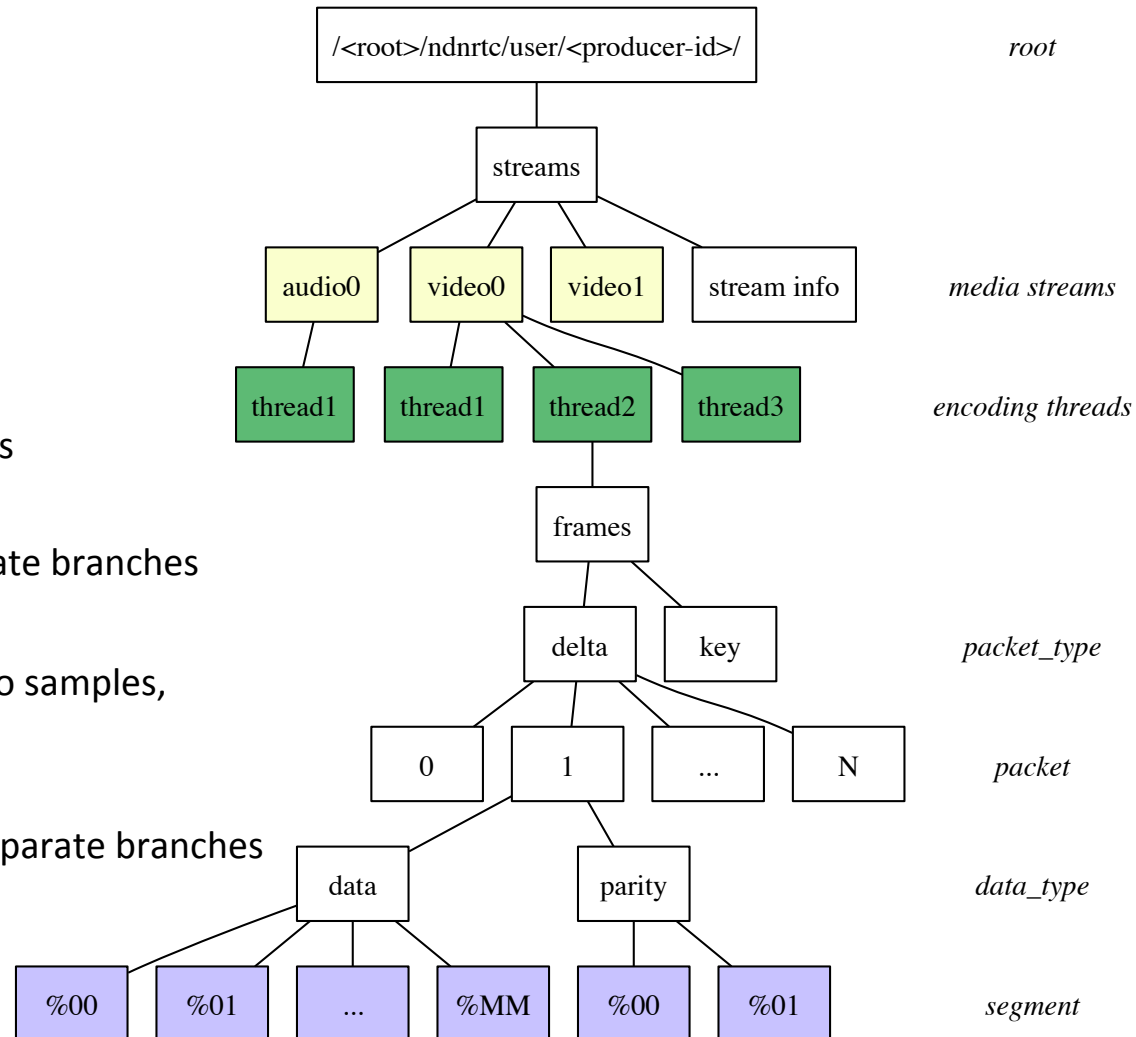 /<root>/ndnrtc/user/<producer-id>/ root
streams
audio0 video0 video1 stream info media streams
thread1 thread1 thread2 thread3 encoding threads
s
frames
ate branches
delta key packet_type
o samples,
0 1 ... N packet
parate branches
data parity data_type
%00 %01 ... %MM %00 %01 segment